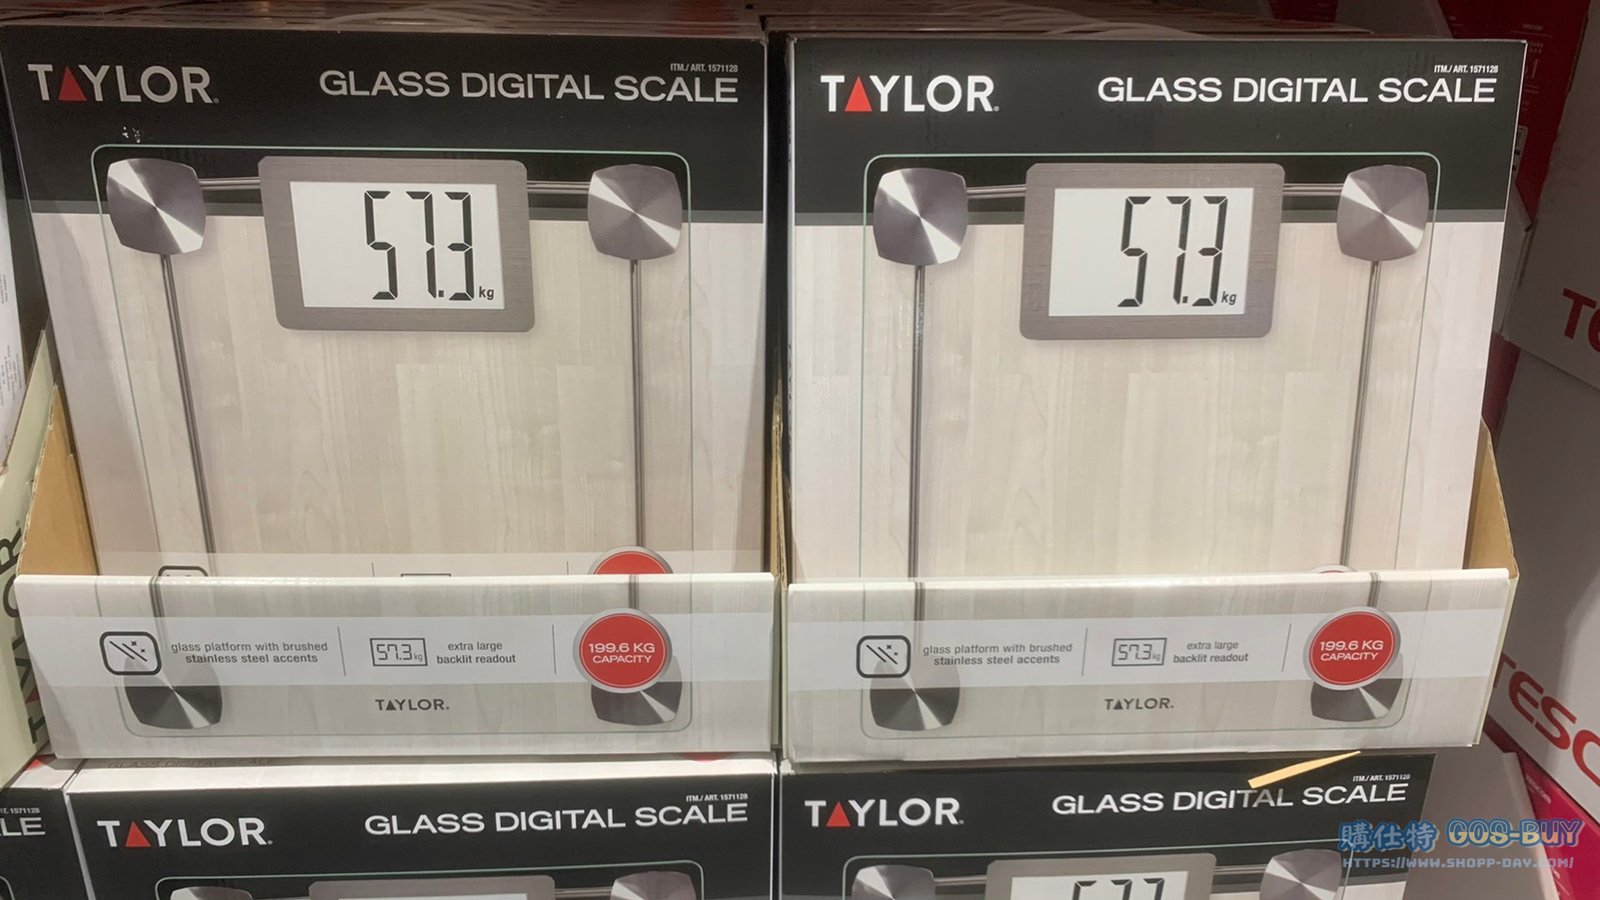 TAYLOR®
ITM./ ART. 1571128
GLASS DIGITAL SCALE
57.3 kg
glass platform with brushed
stainless steel accents
57.3 kg
extra large
backlit readout
199.6 KG
CAPACITY
TAYLOR®
TAYLOR®
ITM./ ART. 1571128
GLASS DIGITAL SCALE
57.3 kg
glass platform with brushed
stainless steel accents
57.3 kg
extra large
backlit readout
199.6 KG
CAPACITY
TAYLOR®
1571128
LE
TAYLOR®
ITM./ ART. 1571128
GLASS DIGITAL SCALE
TAYLOR®
ITM./ ART. 1571128
GLASS DIGITAL SCALE
TESC
購仕特 GOS-BUY
HTTPS://WWW.SHOPP-DAY.COM/